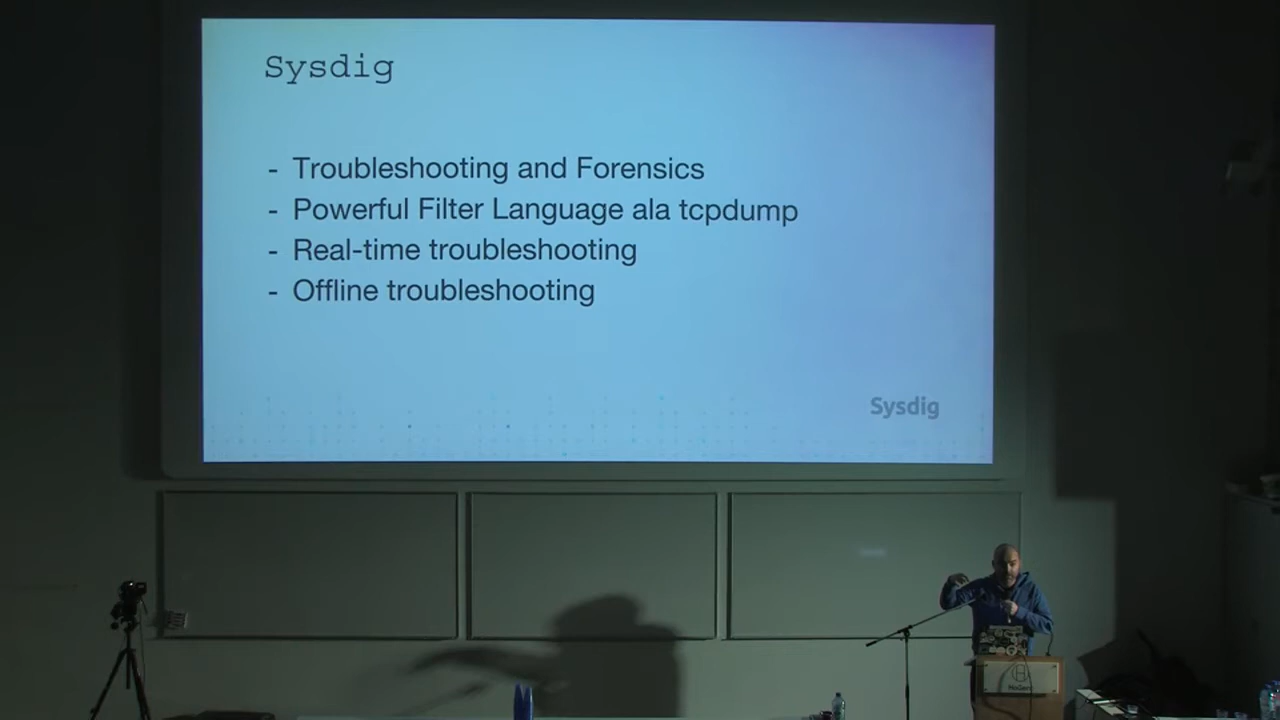 Sysdig
- Troubleshooting and Forensics
- Powerful Filter Language ala tcpdump
- Real-time troubleshooting
- Offline troubleshooting
Sysdig